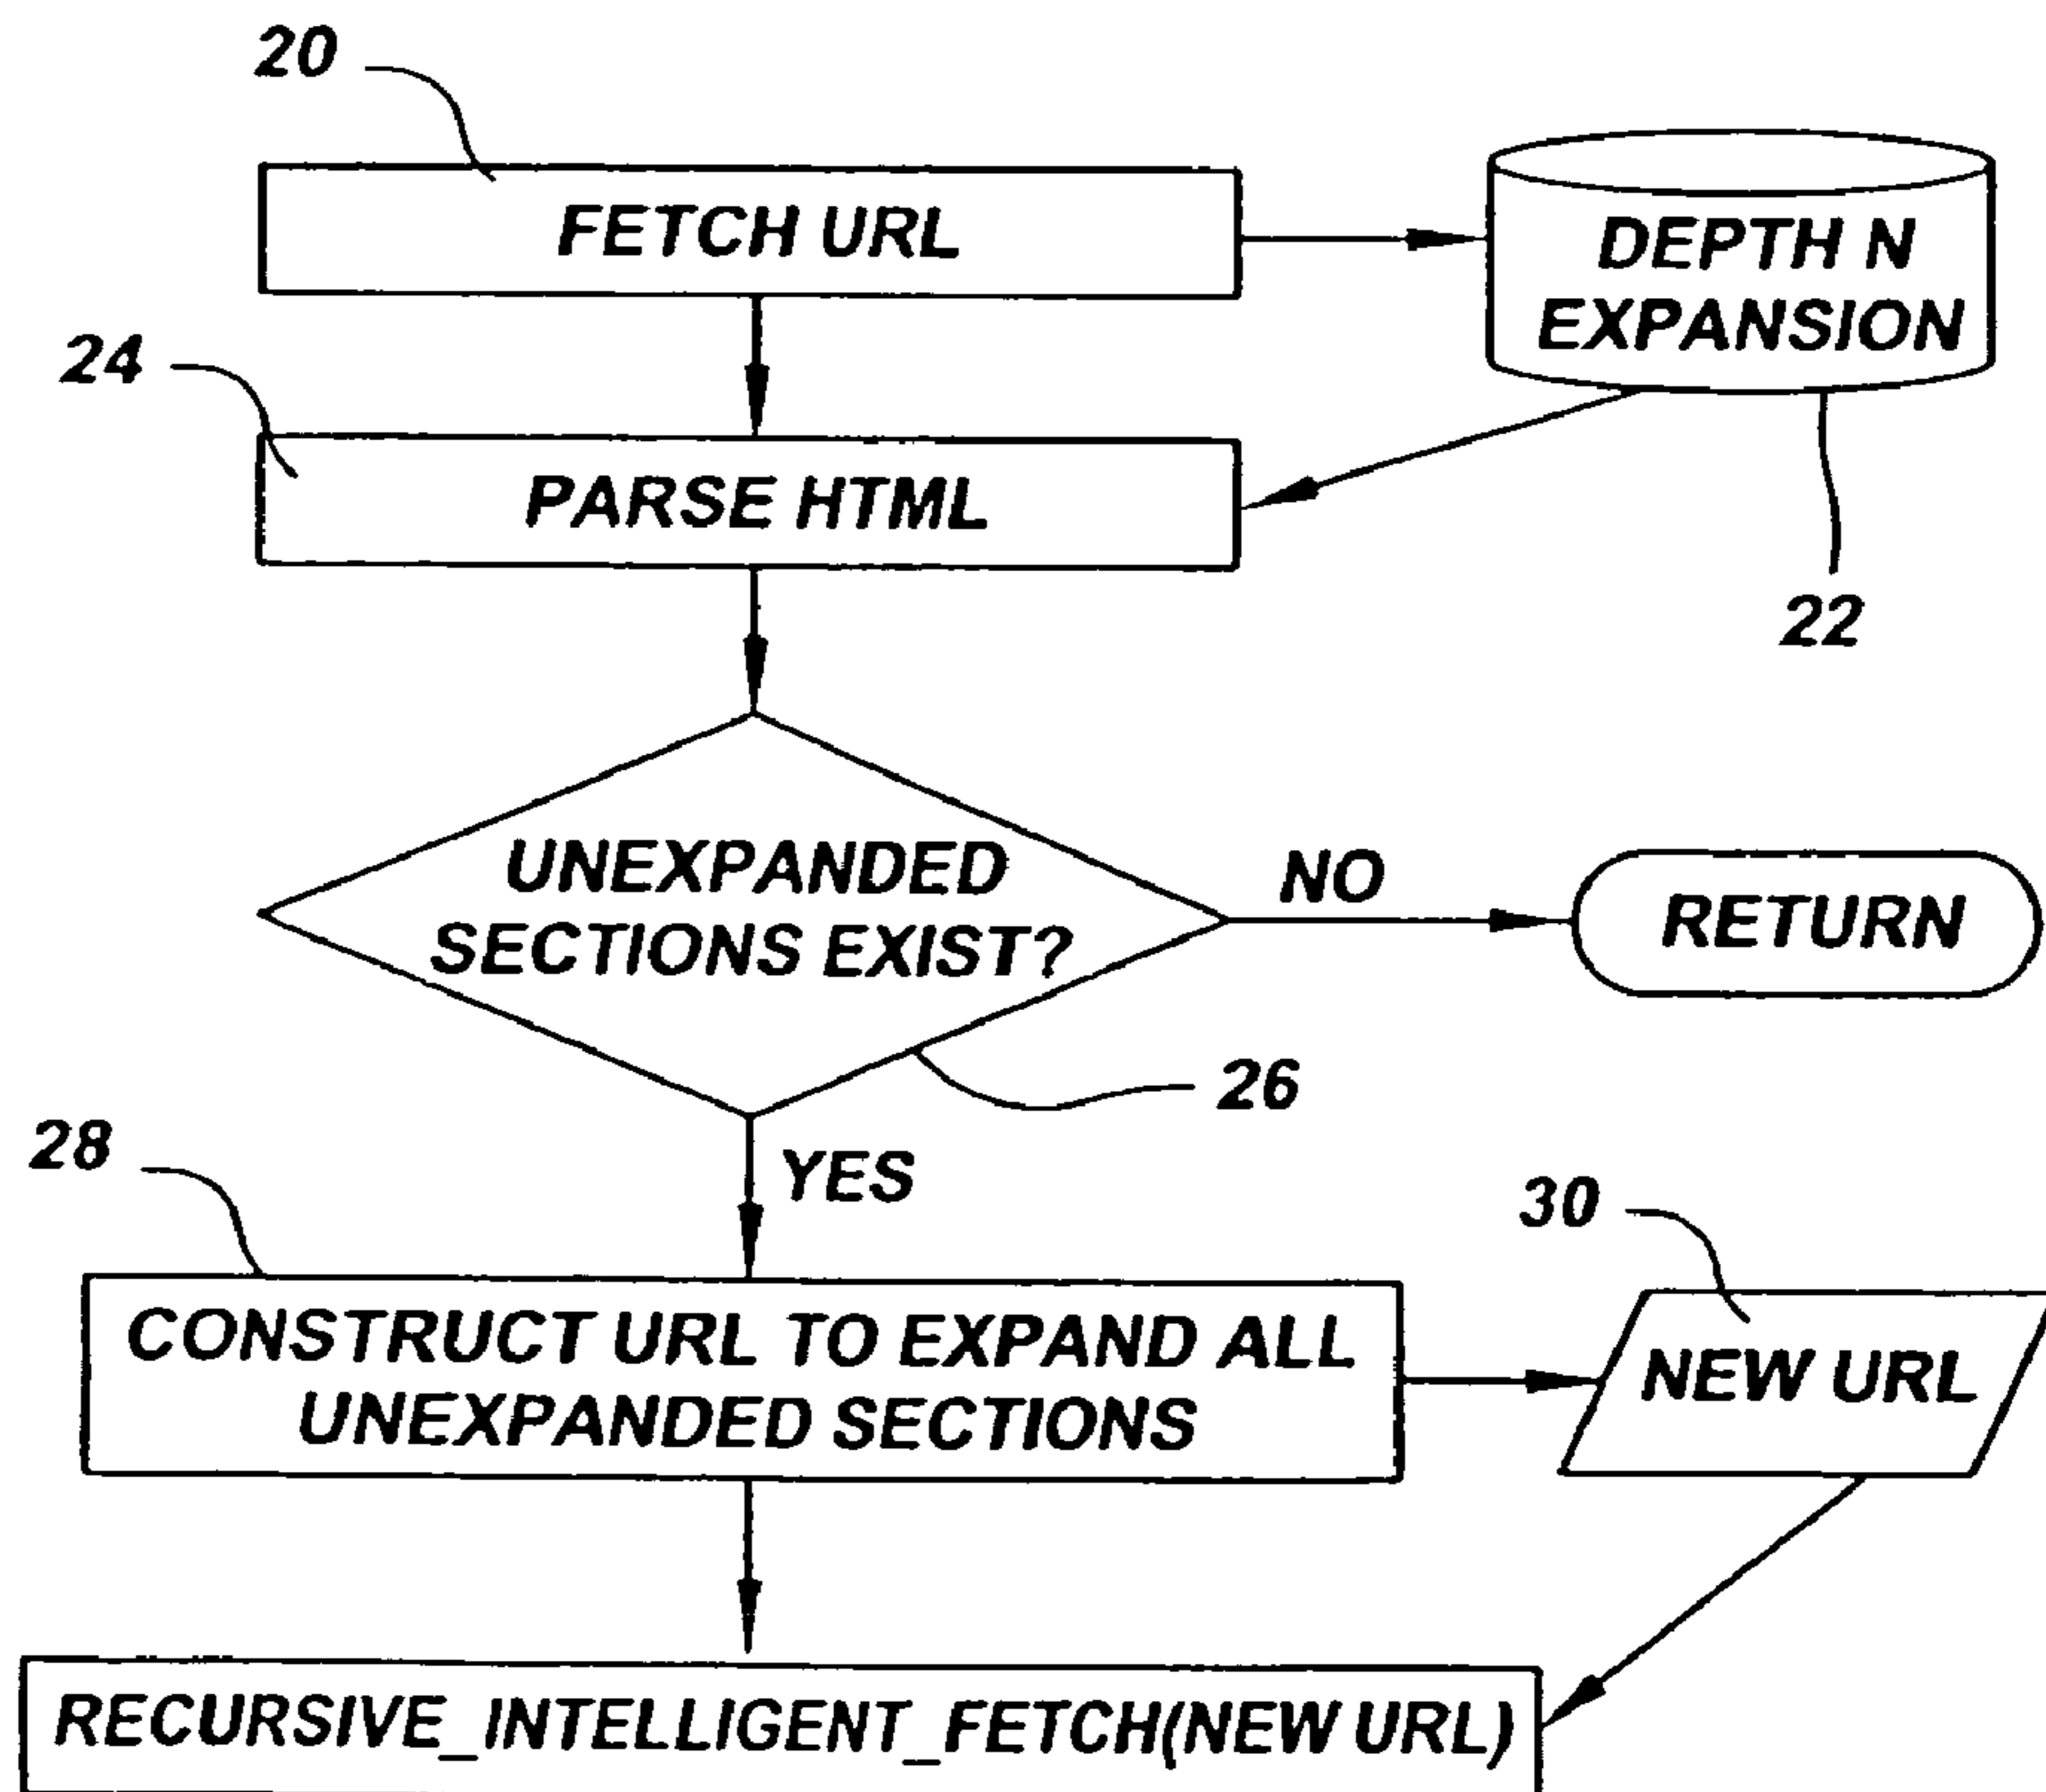 20
FETCH URL
DEPTH N
EXPANSION
24
PARSE HTML
22
UNEXPANDED
SECTIONS EXIST?
NO
RETURN
26
28
YES
30
CONSTRUCT URL TO EXPAND ALL
UNEXPANDED SECTIONS
NEW URL
RECURSIVE_INTELLIGENT_FETCH(NEW URL)